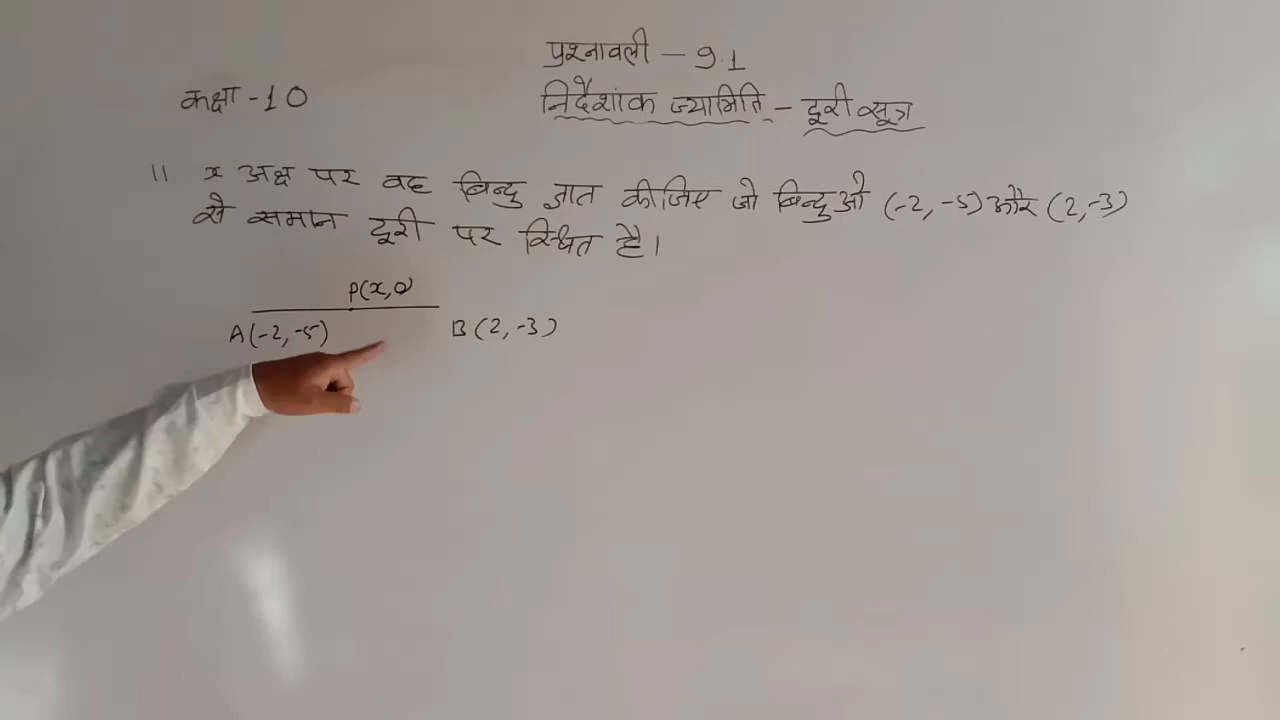 प्रश्नावली - 9.1
कक्षा - 10
निर्देशांक ज्यामिति - दूरी सूत्र
11 x अक्ष पर वह बिन्दु ज्ञात कीजिए जो बिन्दुओ (-2, -5) और (2, -3)
से समान दूरी पर स्थित है।
P(x, 0)
A(-2, -5) B(2, -3)